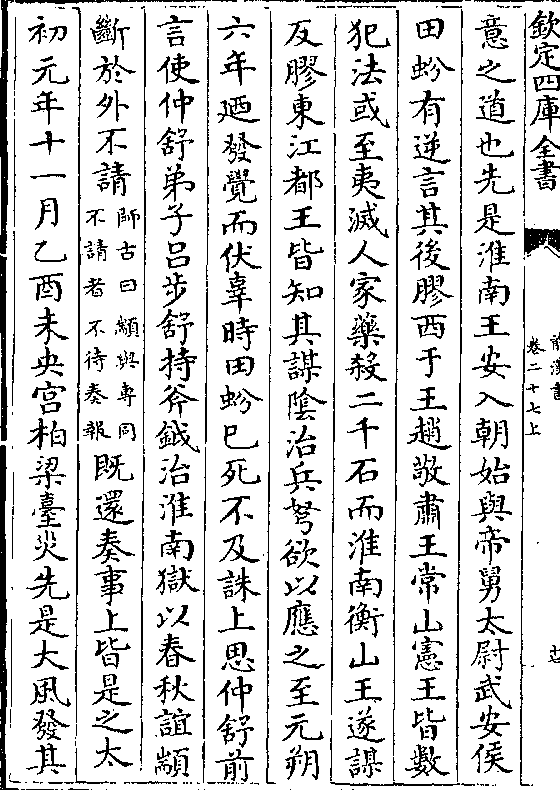 欽定四庫全書
前漢書
卷二十七上
意之道也先是淮南王安入朝始與帝舅太尉武安侯
田蚡有逆言其後膠西于王趙敬肅王常山憲王皆數
犯法或至夷滅人家藥殺二千石而淮南衡山王遂謀
反膠東江都王皆知其謀陰治兵弩欲以應之至元朔
六年廼發覺而伏辜時田蚡巳死不及誅上思仲舒前
言使仲舒弟子呂步舒持斧鉞治淮南獄以春秋誼顓
斷於外不請師古曰顓與專同不請者不待奏報既還奏事上皆是之太
初元年十一月乙酉未央宫柏梁臺災先是大風發其